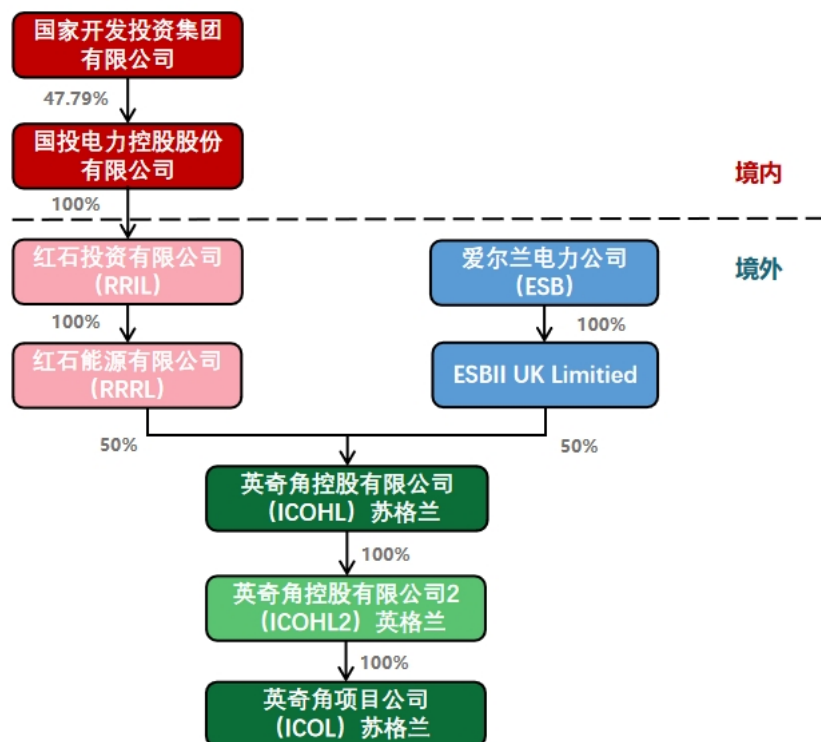 国家开发投资集团
有限公司
47.79%
国投电力控股股份
有限公司
境内
100%
红石投资有限公司
(RRIL)
爱尔兰电力公司
(ESB)
境外
100%
100%
红石能源有限公司
(RRRL)
ESBII UK Limitied
50%
50%
英奇角控股有限公司
(ICOHL) 苏格兰
100%
英奇角控股有限公司2
(ICOHL2) 英格兰
100%
英奇角项目公司
(ICOL) 苏格兰